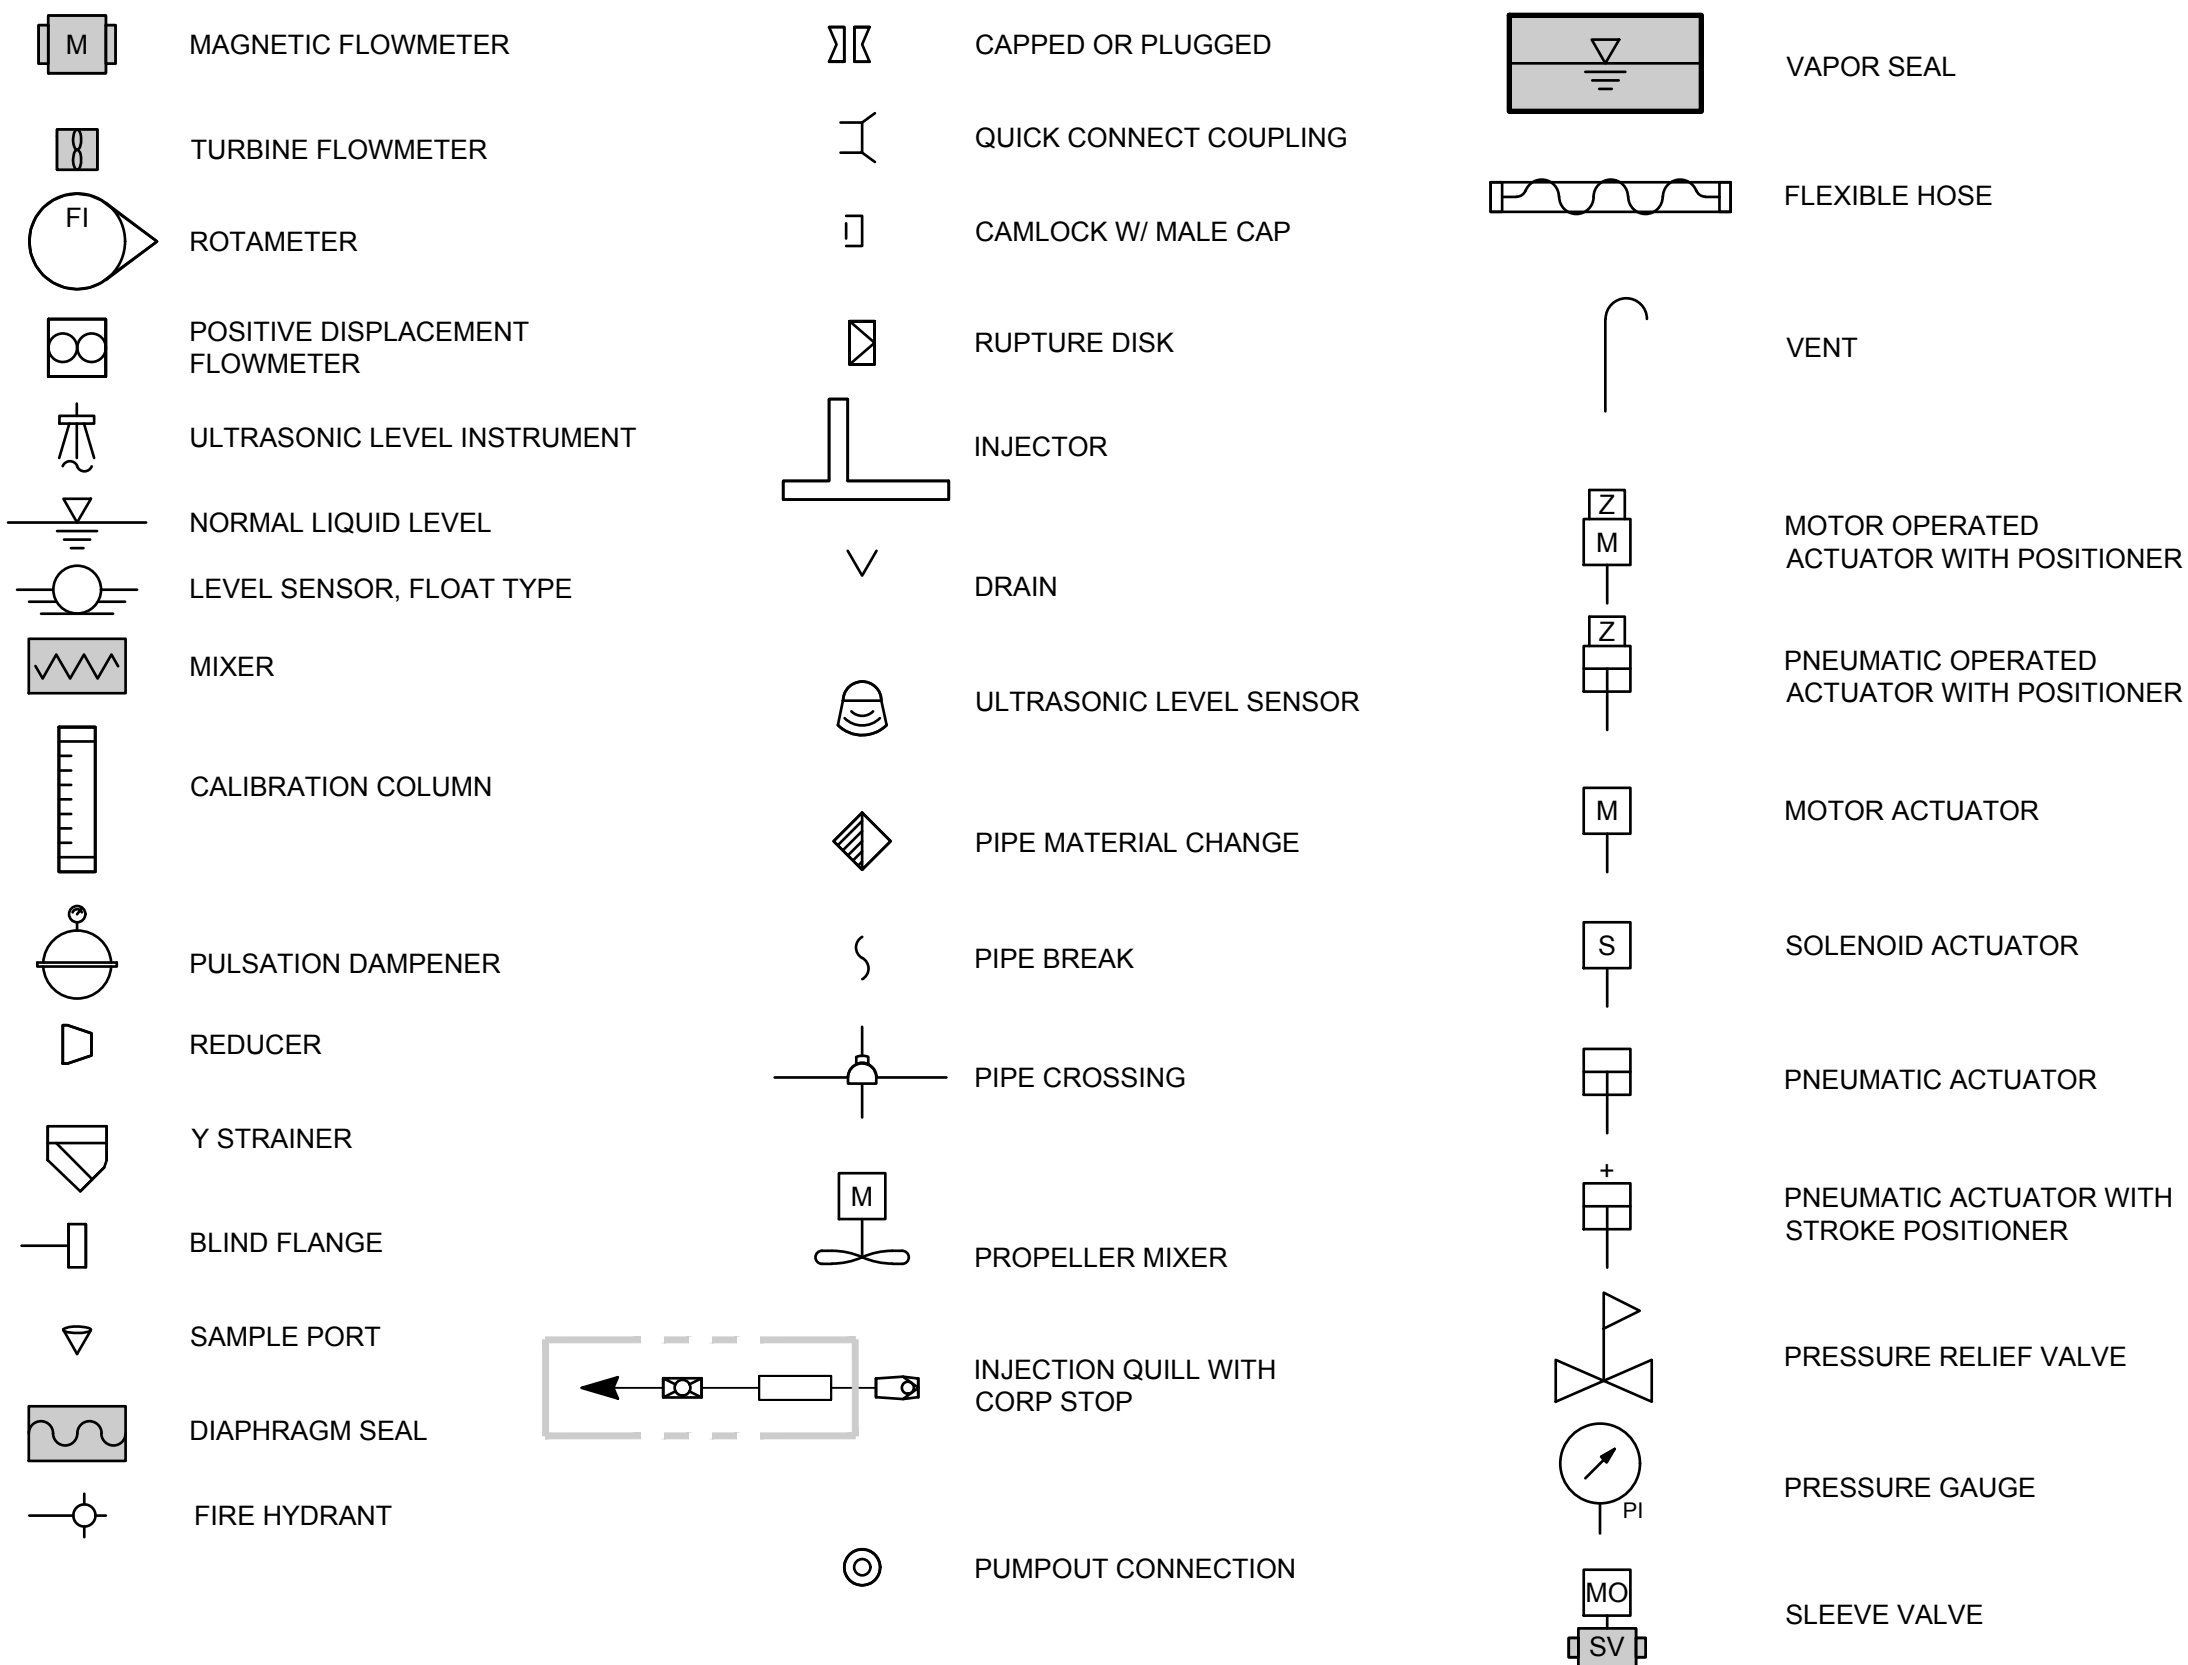 M
MAGNETIC FLOWMETER
TURBINE FLOWMETER
FI
ROTAMETER
POSITIVE DISPLACEMENT
FLOWMETER
ULTRASONIC LEVEL INSTRUMENT
NORMAL LIQUID LEVEL
LEVEL SENSOR, FLOAT TYPE
MIXER
CALIBRATION COLUMN
PULSATION DAMPENER
REDUCER
Y STRAINER
BLIND FLANGE
SAMPLE PORT
DIAPHRAGM SEAL
FIRE HYDRANT
CAPPED OR PLUGGED
QUICK CONNECT COUPLING
CAMLOCK W/ MALE CAP
RUPTURE DISK
INJECTOR
DRAIN
ULTRASONIC LEVEL SENSOR
PIPE MATERIAL CHANGE
PIPE BREAK
PIPE CROSSING
M
PROPELLER MIXER
INJECTION QUILL WITH
CORP STOP
PUMPOUT CONNECTION
VAPOR SEAL
FLEXIBLE HOSE
VENT
Z
M
MOTOR OPERATED
ACTUATOR WITH POSITIONER
Z
PNEUMATIC OPERATED
ACTUATOR WITH POSITIONER
M
MOTOR ACTUATOR
S
SOLENOID ACTUATOR
PNEUMATIC ACTUATOR
+
PNEUMATIC ACTUATOR WITH
STROKE POSITIONER
PRESSURE RELIEF VALVE
PRESSURE GAUGE
PI
MO
SLEEVE VALVE
SV